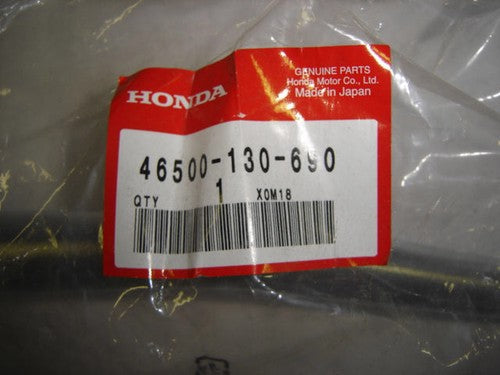 HONDA
GENUINE PARTS
Honda Motor Co., Ltd.
Made in Japan
46500-130-690
QTY 1 XOM18